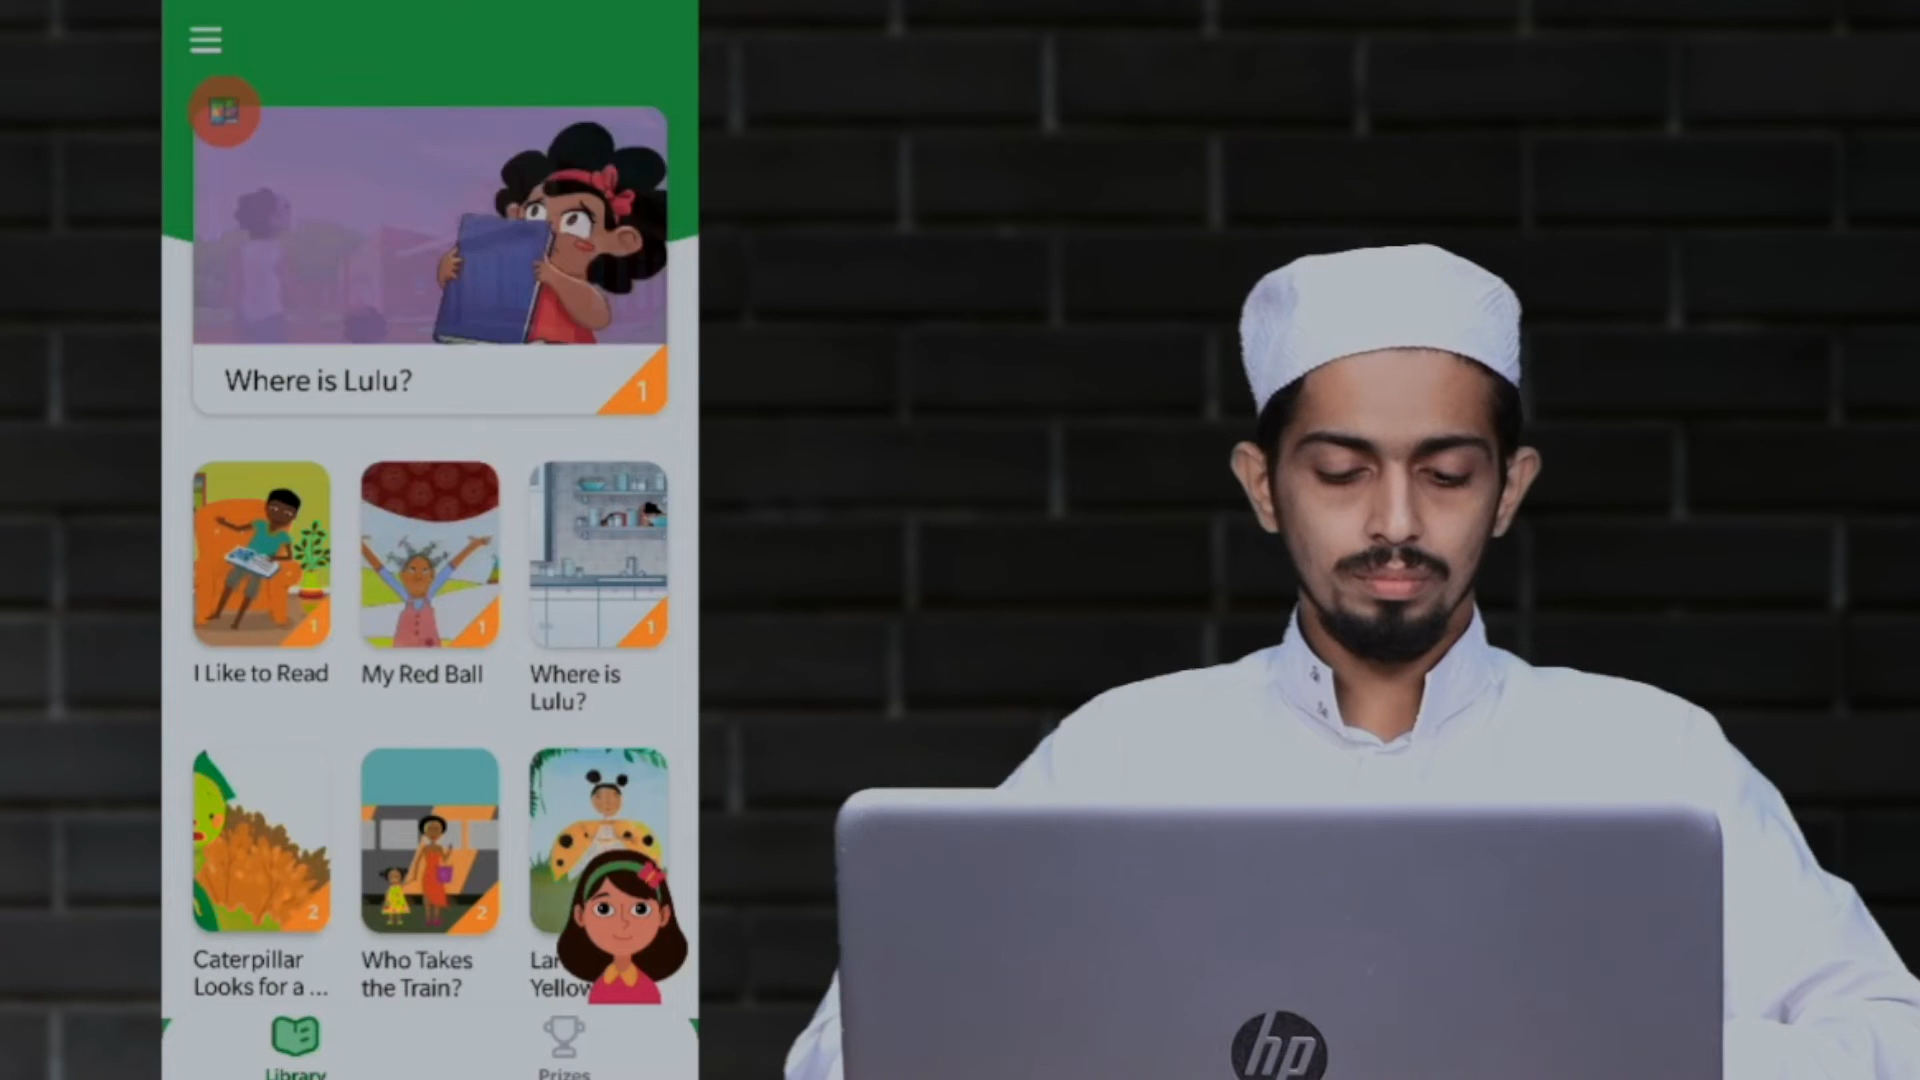 Where is Lulu?
1
1
1
1
I Like to Read
My Red Ball
Where is
Lulu?
2
2
Caterpillar
Looks for a ...
Who Takes
the Train?
Yellow
Library
Prizes
hp